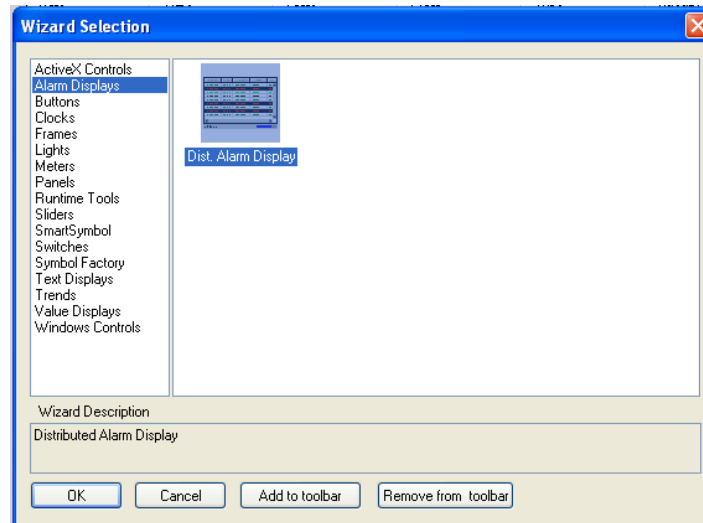 Wizard Selection
ActiveX Controls
Alarm Displays
Buttons
Clocks
Frames
Lights
Meters
Panels
Runtime Tools
Sliders
SmartSymbol
Switches
Symbol Factory
Text Displays
Trends
Value Displays
Windows Controls
Dist. Alarm Display
Wizard Description
Distributed Alarm Display
OK
Cancel
Add to toolbar
Remove from toolbar